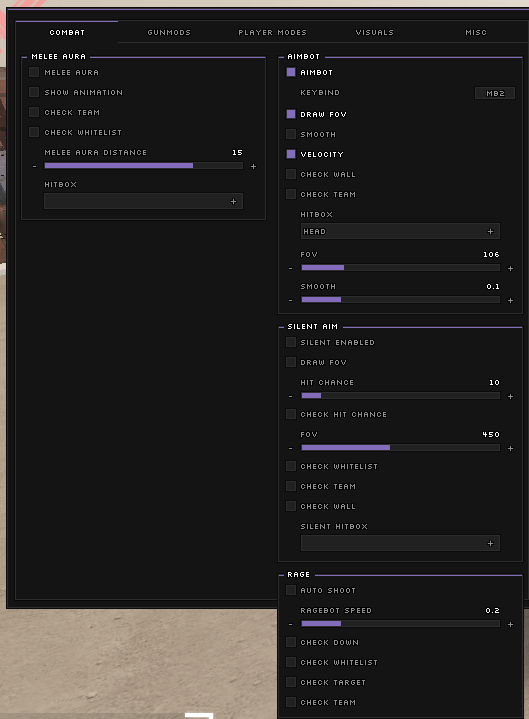 COMBAT GUNMODS PLAYER MODES VISUALS MISC
MELEE AURA
MELEE AURA
SHOW ANIMATION
CHECK TEAM
CHECK WHITELIST
MELEE AURA DISTANCE 15
- +
HITBOX
+
AIMBOT
AIMBOT
KEYBIND MB2
DRAW FOV
SMOOTH
VELOCITY
CHECK WALL
CHECK TEAM
HITBOX
HEAD +
FOV 106
- +
SMOOTH 0.1
- +
SILENT AIM
SILENT ENABLED
DRAW FOV
HIT CHANCE 10
- +
CHECK HIT CHANCE
FOV 450
- +
CHECK WHITELIST
CHECK TEAM
CHECK WALL
SILENT HITBOX
+
RAGE
AUTO SHOOT
RAGEBOT SPEED 0.2
- +
CHECK DOWN
CHECK WHITELIST
CHECK TARGET
CHECK TEAM